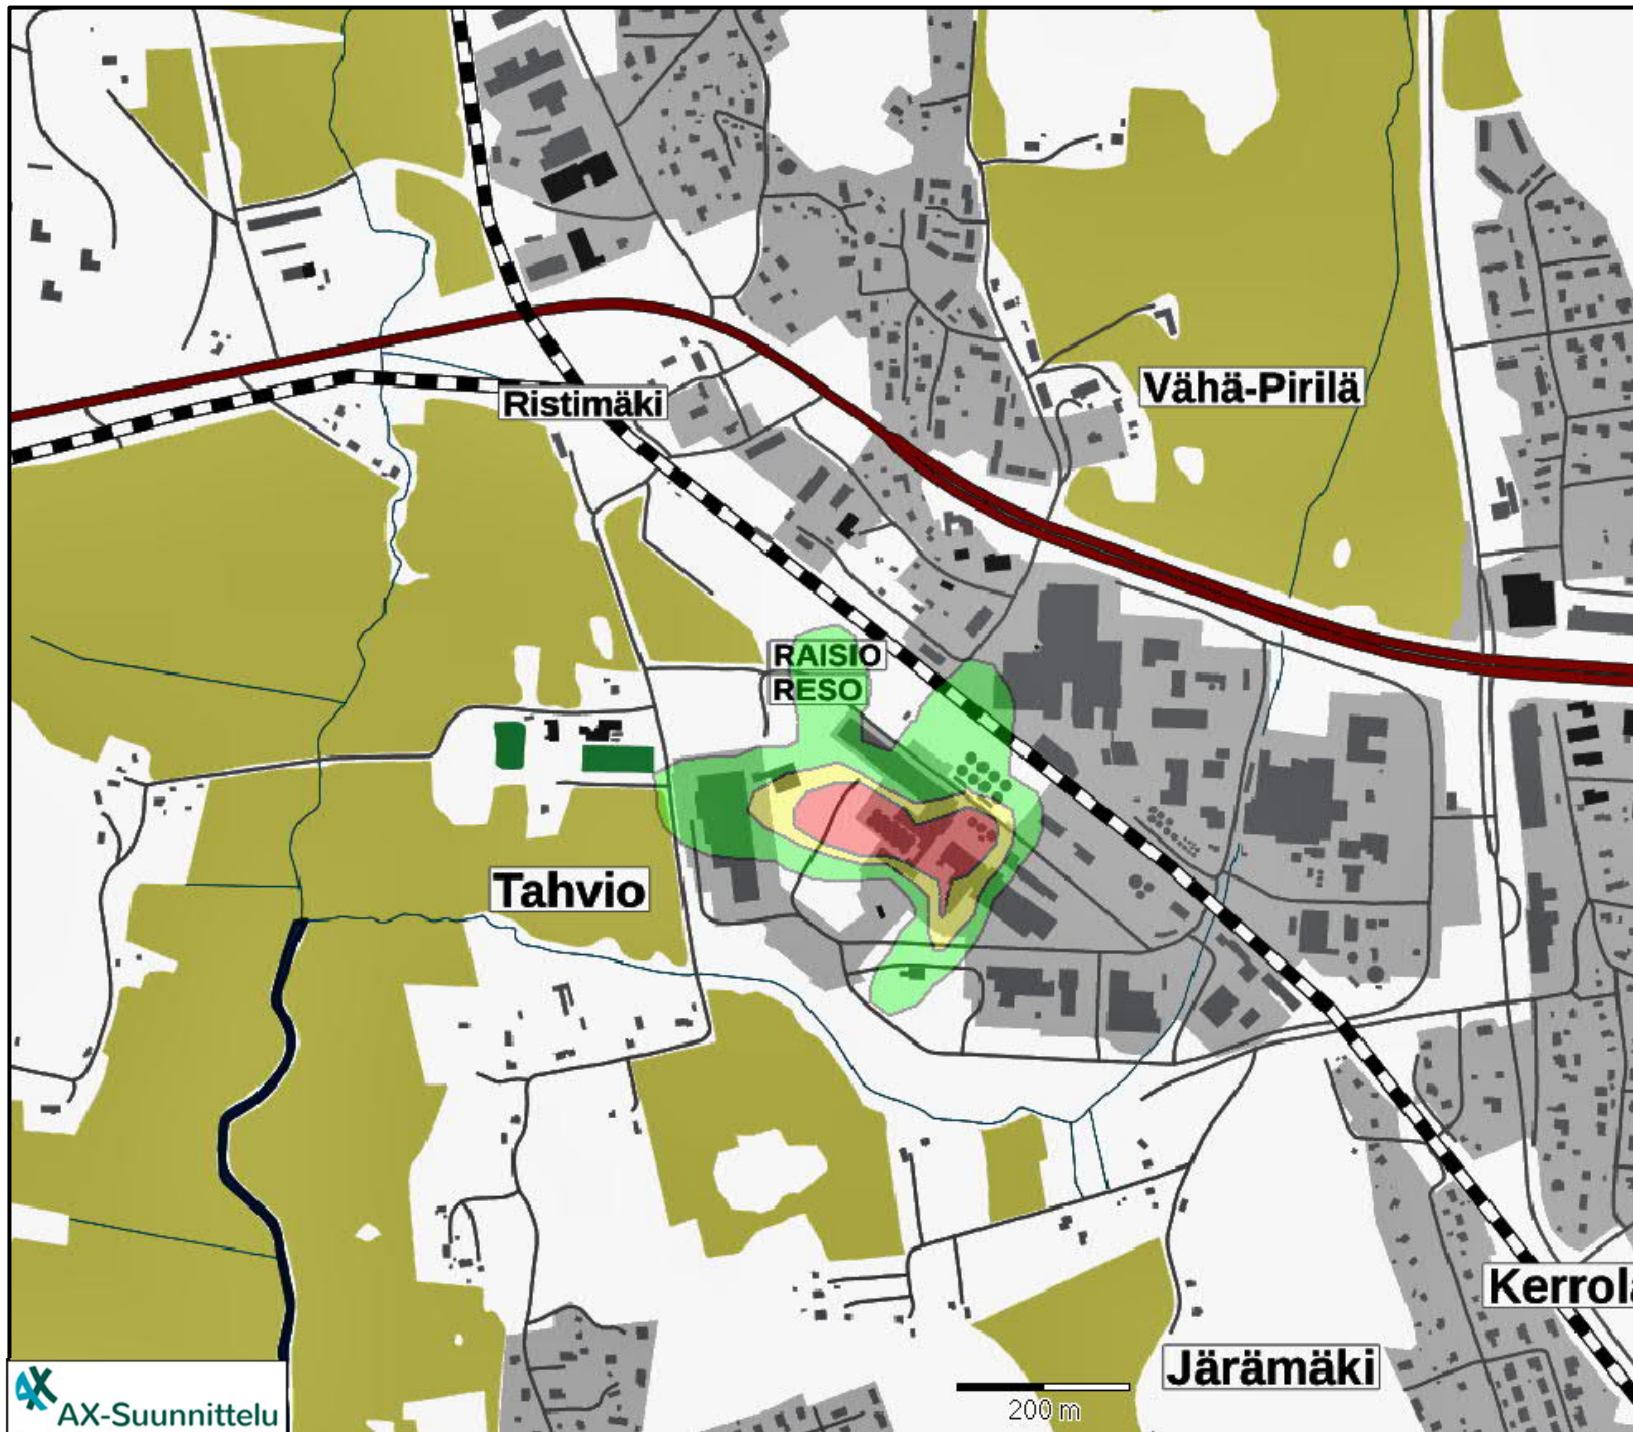 Ristimäki
Vähä-Pirilä
RAISIO
RESO
Tahvio
Kerrola
Järämäki
200 m
AX-Suunnittelu